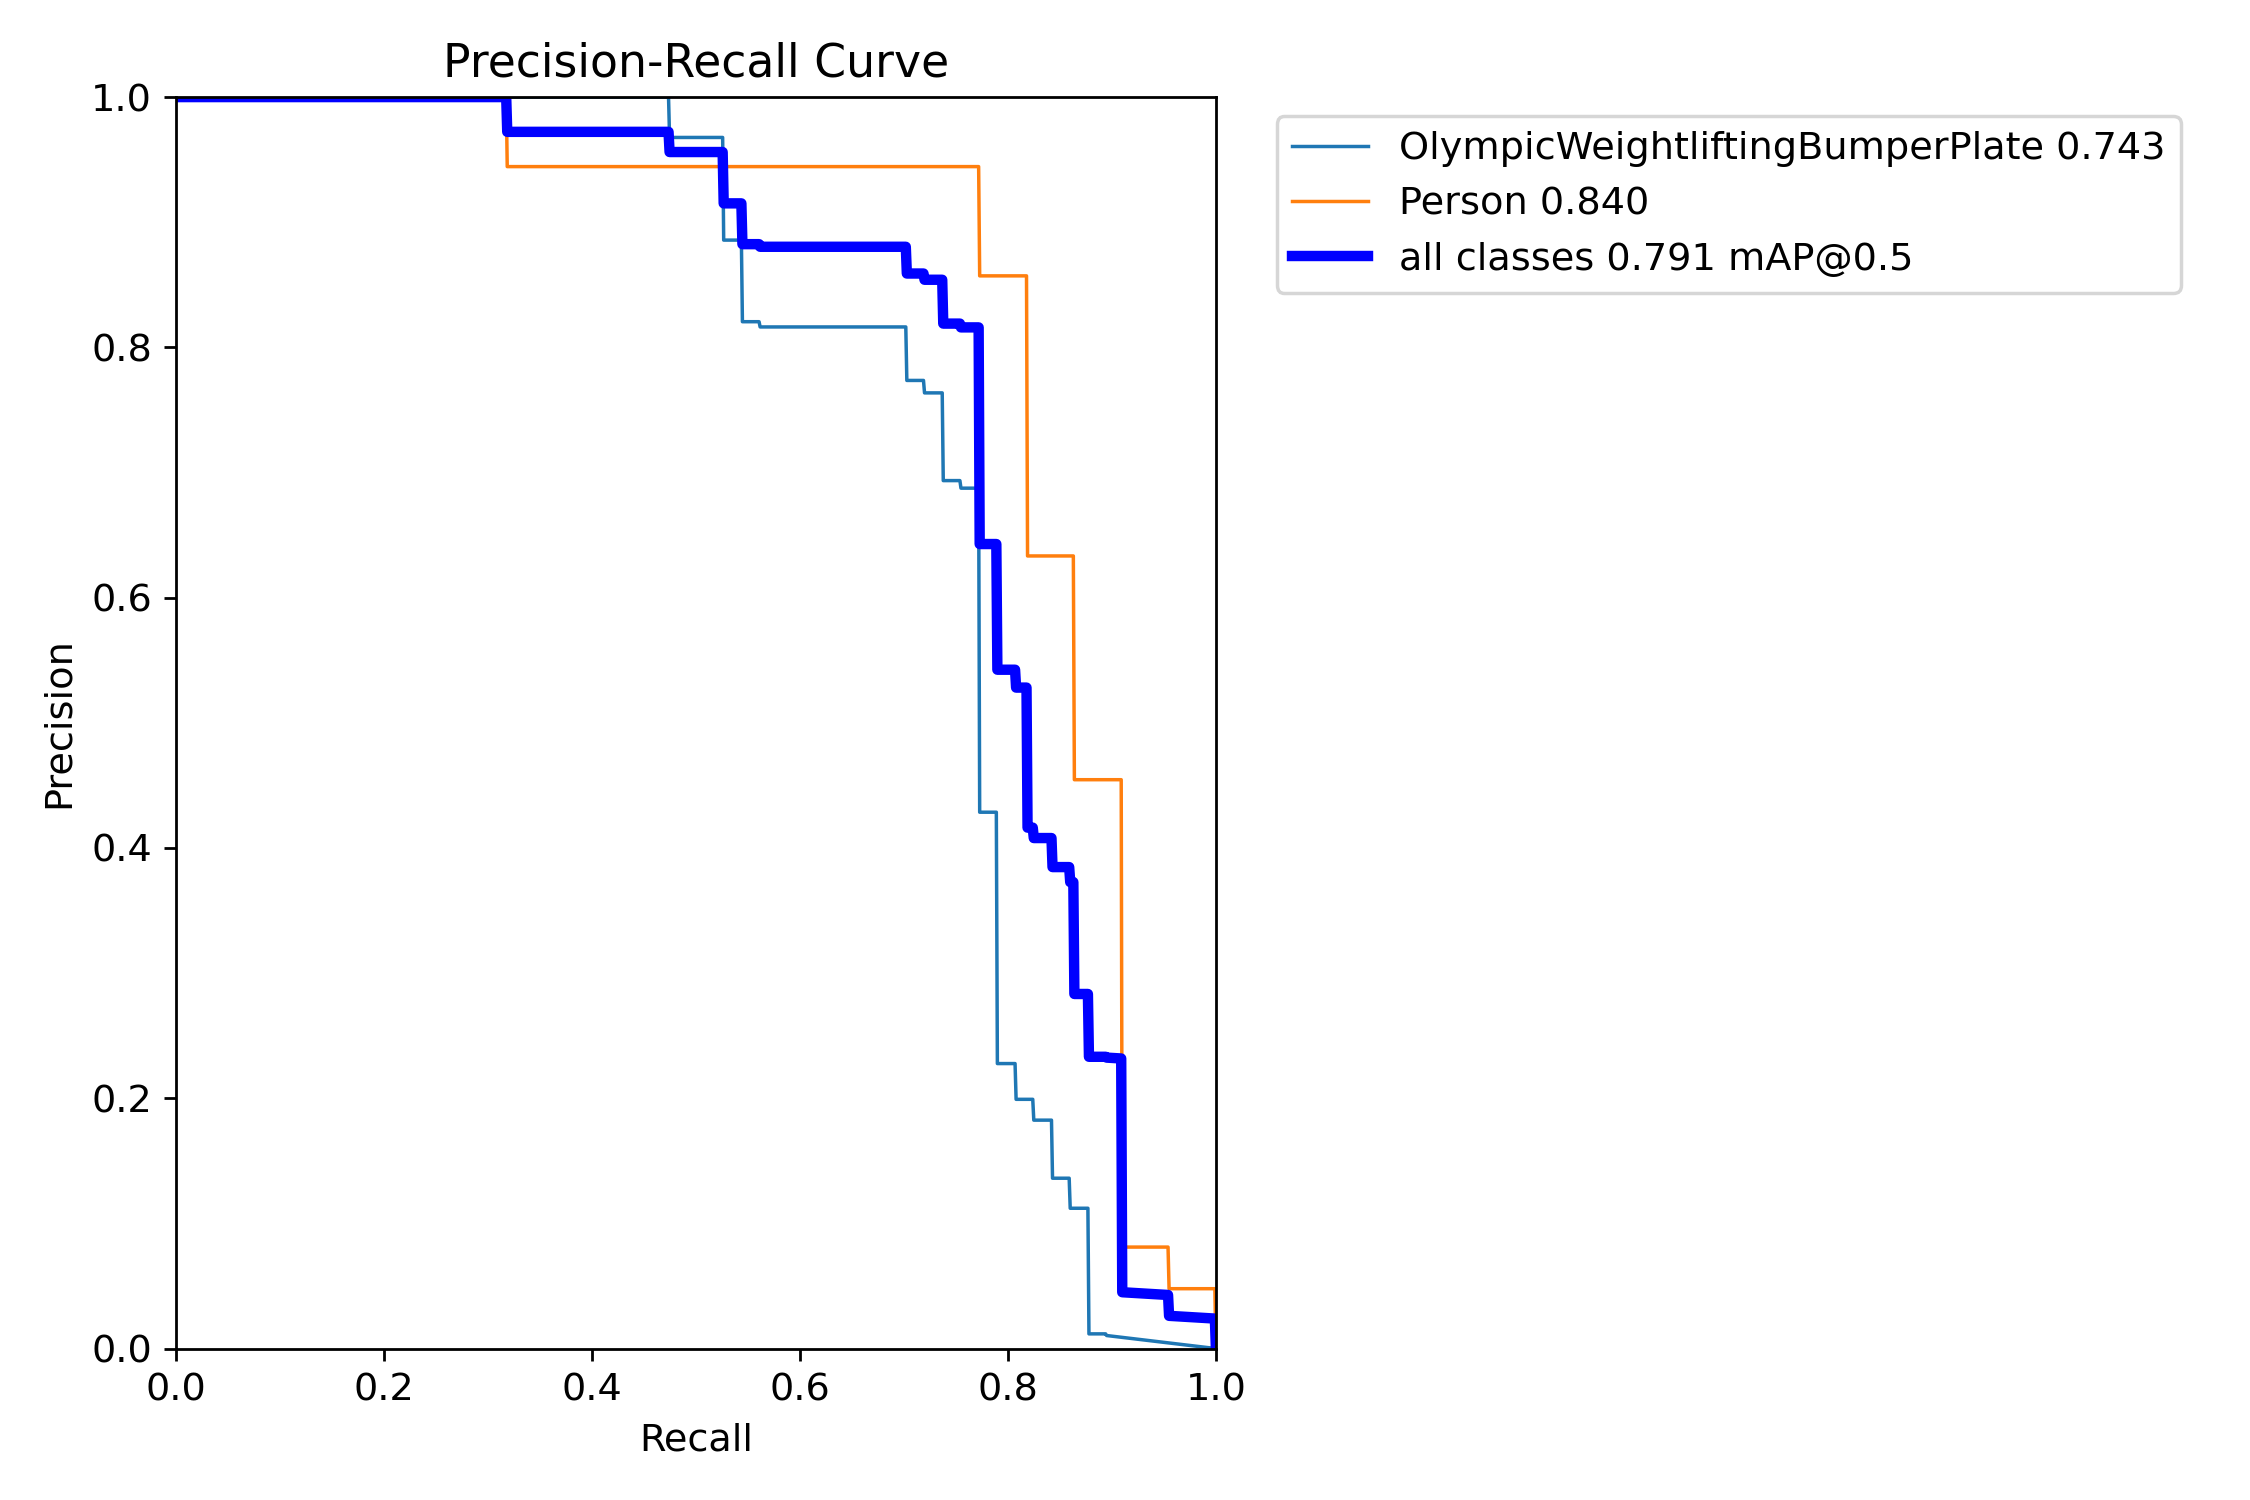 Precision-Recall Curve
1.0
0.8
0.6
0.4
0.2
0.0
Precision
0.0 0.2 0.4 0.6 0.8 1.0
Recall
OlympicWeightliftingBumperPlate 0.743
Person 0.840
all classes 0.791 mAP@0.5